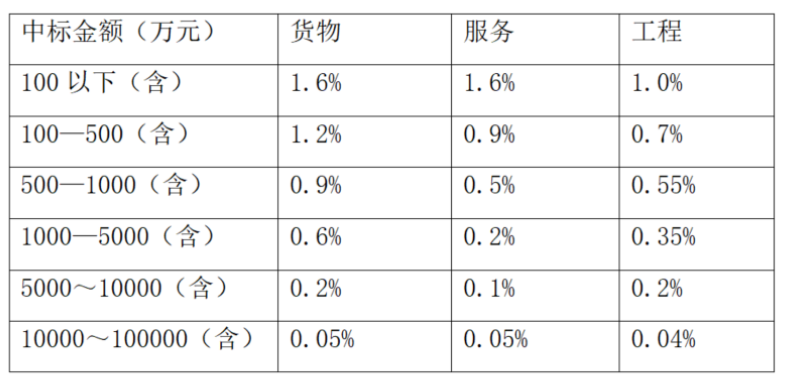 中标金额（万元） 货物 服务 工程
100 以下（含） 1.6% 1.6% 1.0%
100—500（含） 1.2% 0.9% 0.7%
500—1000（含） 0.9% 0.5% 0.55%
1000—5000（含） 0.6% 0.2% 0.35%
5000～10000（含） 0.2% 0.1% 0.2%
10000～100000（含） 0.05% 0.05% 0.04%